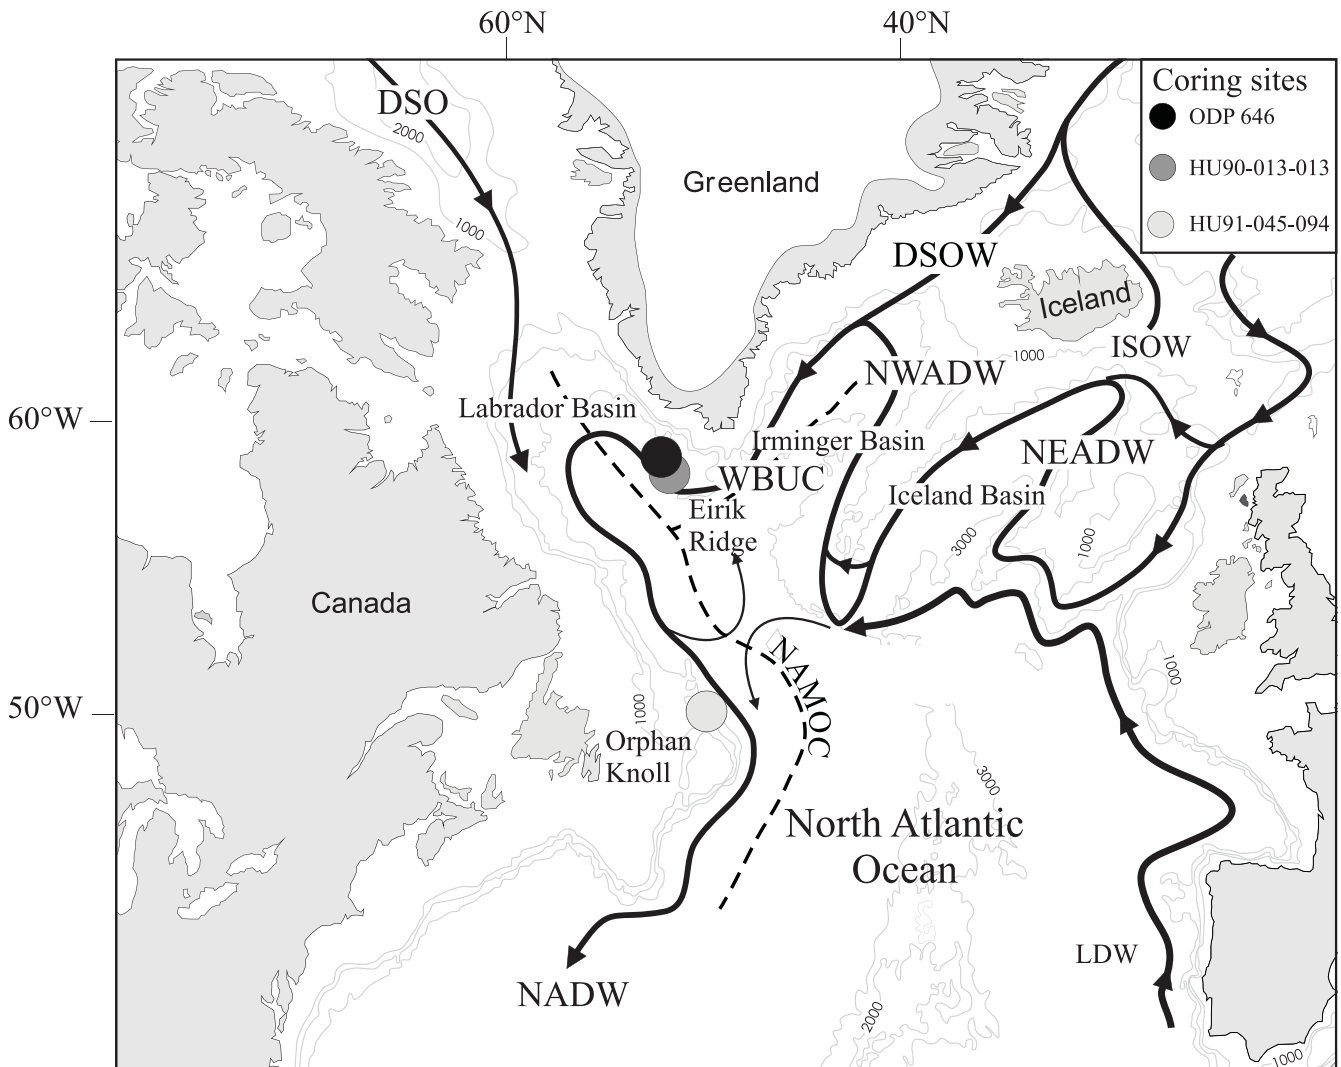 60°N
40°N
Coring sites
ODP 646
HU90-013-013
HU91-045-094
DSO
2000
1000
Greenland
DSOW
Iceland
ISOW
1000
NWADW
60°W
Labrador Basin
Irminger Basin
NEADW
WBUC
Iceland Basin
Eirik
Ridge
3000
1000
Canada
NAMOC
1000
50°W
1000
Orphan
Knoll
3000
North Atlantic
Ocean
LDW
NADW
2000
1000